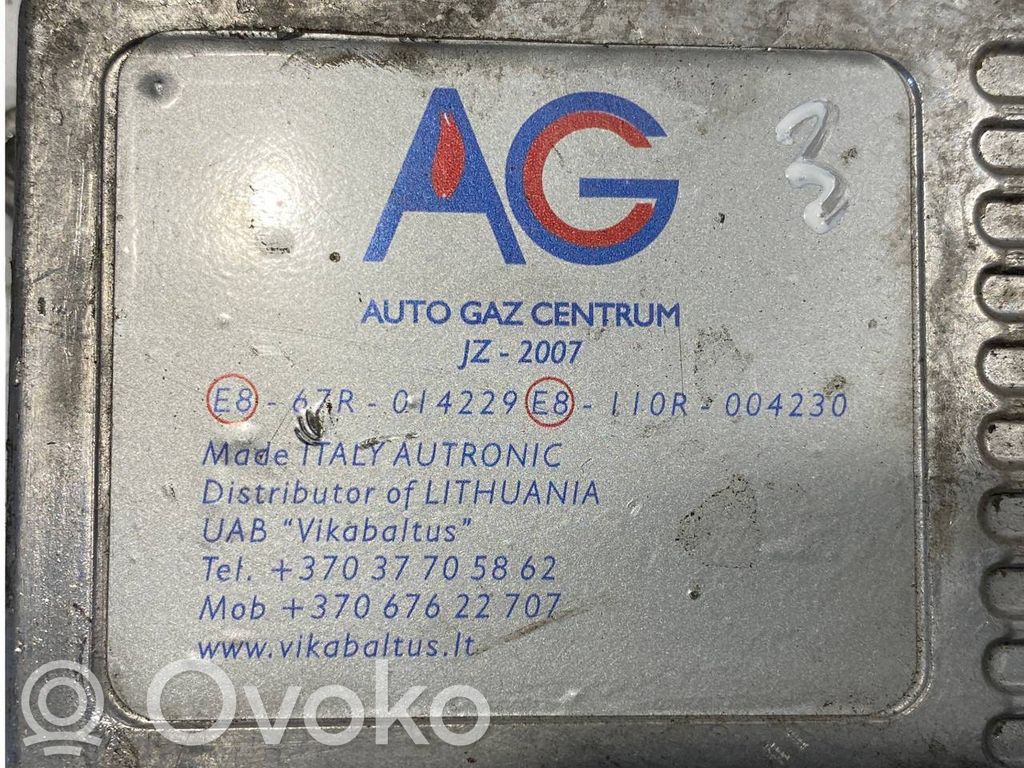 AG
3
AUTO GAZ CENTRUM
JZ - 2007
E8 - 67R - 014229 E8 - 110R - 004230
Made ITALY AUTRONIC
Distributor of LITHUANIA
UAB "Vikabaltus"
Tel. +370 37 70 58 62
Mob +370 676 22 707
www.vikabaltus.lt
Ovoko